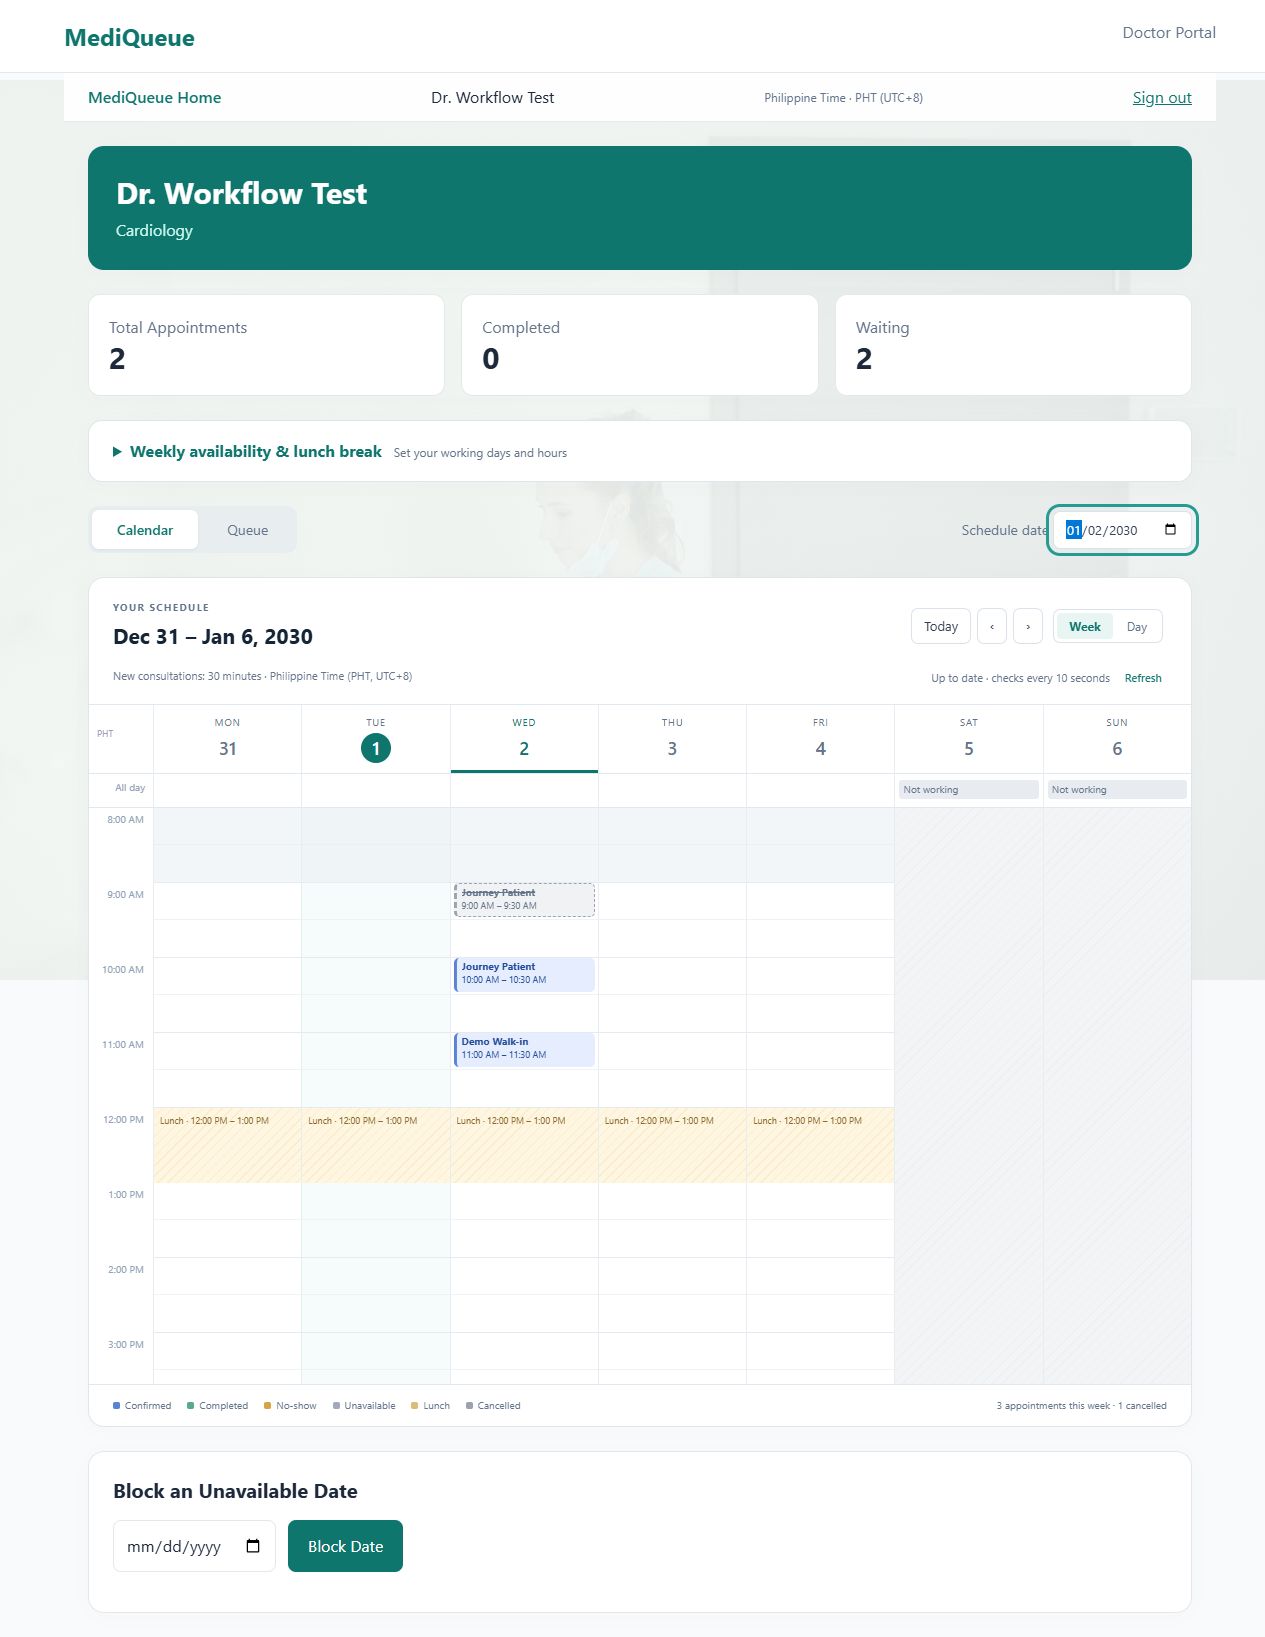 MediQueue
Doctor Portal
MediQueue Home
Dr. Workflow Test
Philippine Time · PHT (UTC+8)
Sign out
Dr. Workflow Test
Cardiology
Total Appointments
2
Completed
0
Waiting
2
▶ Weekly availability & lunch break Set your working days and hours
Calendar
Queue
Schedule date
01/02/2030
YOUR SCHEDULE
Dec 31 – Jan 6, 2030
Today
‹
›
Week
Day
New consultations: 30 minutes · Philippine Time (PHT, UTC+8)
Up to date · checks every 10 seconds
Refresh
PHT
MON
31
TUE
1
WED
2
THU
3
FRI
4
SAT
5
SUN
6
All day
Not working
Not working
8:00 AM
9:00 AM
Journey Patient
9:00 AM – 9:30 AM
10:00 AM
Journey Patient
10:00 AM – 10:30 AM
11:00 AM
Demo Walk-in
11:00 AM – 11:30 AM
12:00 PM
Lunch · 12:00 PM – 1:00 PM
Lunch · 12:00 PM – 1:00 PM
Lunch · 12:00 PM – 1:00 PM
Lunch · 12:00 PM – 1:00 PM
Lunch · 12:00 PM – 1:00 PM
1:00 PM
2:00 PM
3:00 PM
Confirmed
Completed
No-show
Unavailable
Lunch
Cancelled
3 appointments this week · 1 cancelled
Block an Unavailable Date
mm/dd/yyyy
Block Date